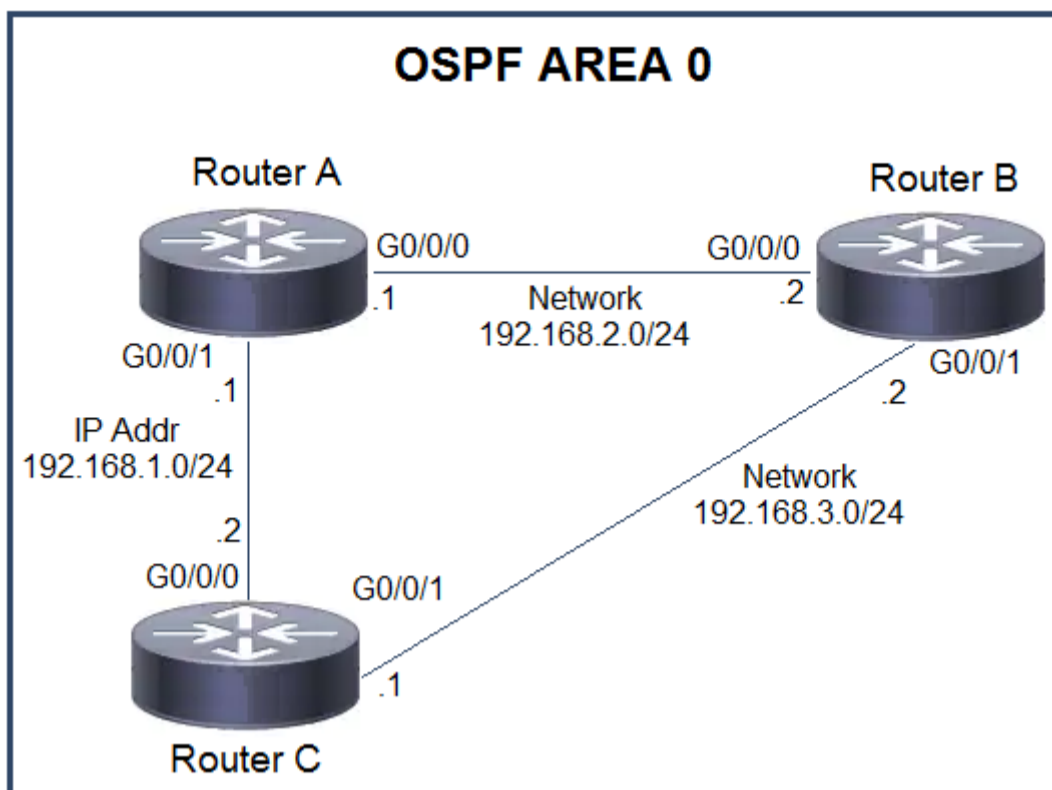 OSPF AREA 0
Router A
Router B
G0/0/0
G0/0/0
.1
Network
192.168.2.0/24
.2
G0/0/1
G0/0/1
.1
.2
IP Addr
192.168.1.0/24
Network
192.168.3.0/24
.2
G0/0/0
G0/0/1
.1
Router C